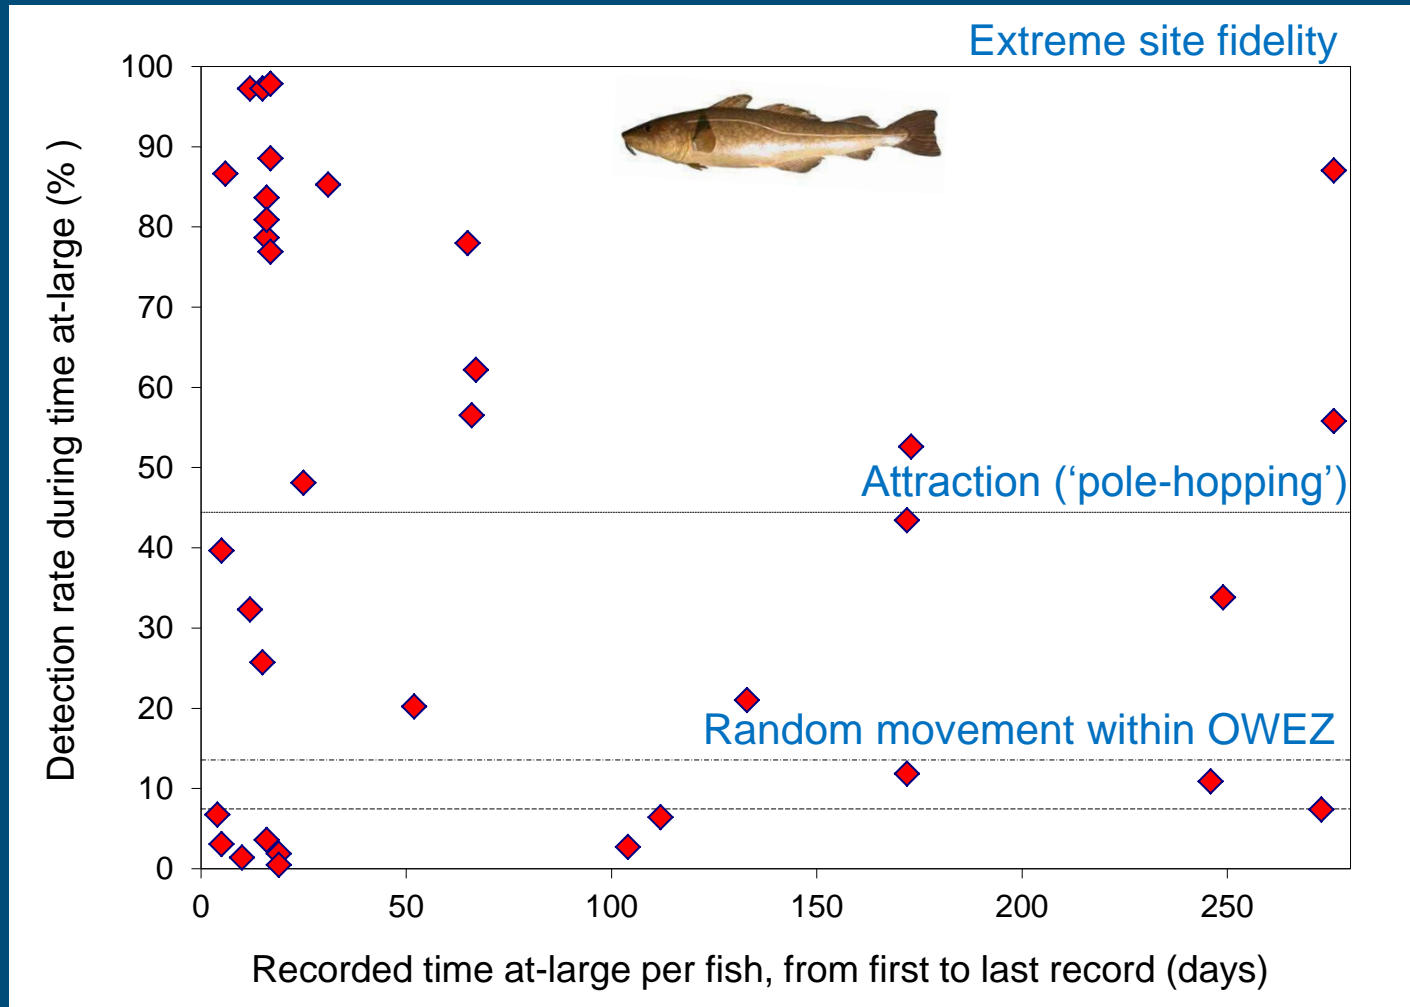 Extreme site fidelity
100
90
80
70
60
50
40
30
20
10
0
Detection rate during time at-large (% )
Attraction (‘pole-hopping’)
Random movement within OWEZ
0 50 100 150 200 250
Recorded time at-large per fish, from first to last record (days)